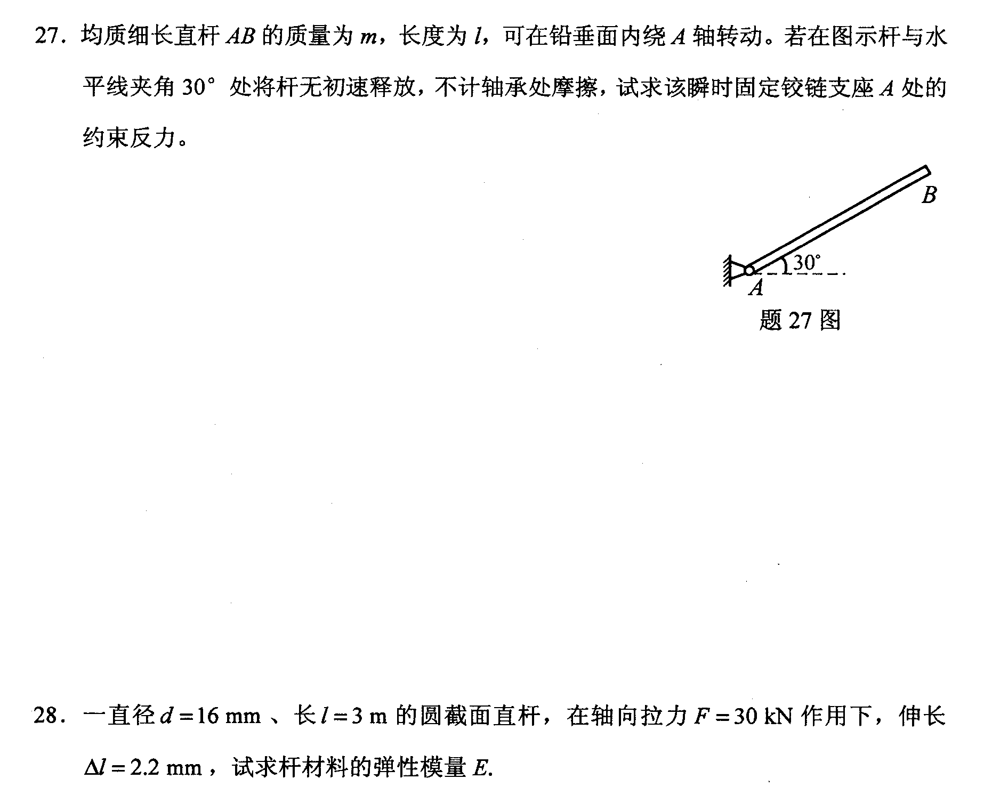 27. 均质细长直杆 AB 的质量为 m，长度为 l，可在铅垂面内绕 A 轴转动。若在图示杆与水
平线夹角 30° 处将杆无初速释放，不计轴承处摩擦，试求该瞬时固定铰链支座 A 处的
约束反力。
B
30°
A
题 27 图
28. 一直径 d =16 mm 、长 l =3 m 的圆截面直杆，在轴向拉力 F =30 kN 作用下，伸长
Δl = 2.2 mm，试求杆材料的弹性模量 E.